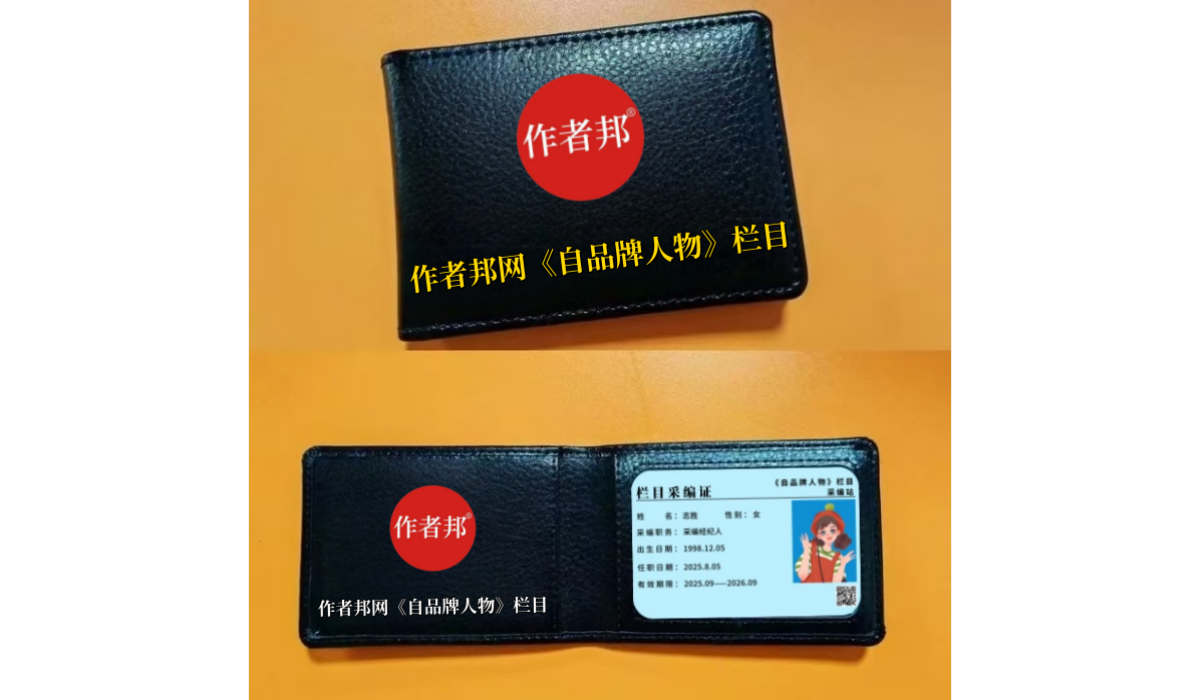 作者邦®
作者邦网《自品牌人物》栏目
作者邦®
作者邦网《自品牌人物》栏目
栏目采编证
《自品牌人物》栏目
采编站
姓 名：志胜 性别：女
采编职务：采编经纪人
出生日期：1998.12.05
任职日期：2025.8.05
有效期限：2025.09——2026.09